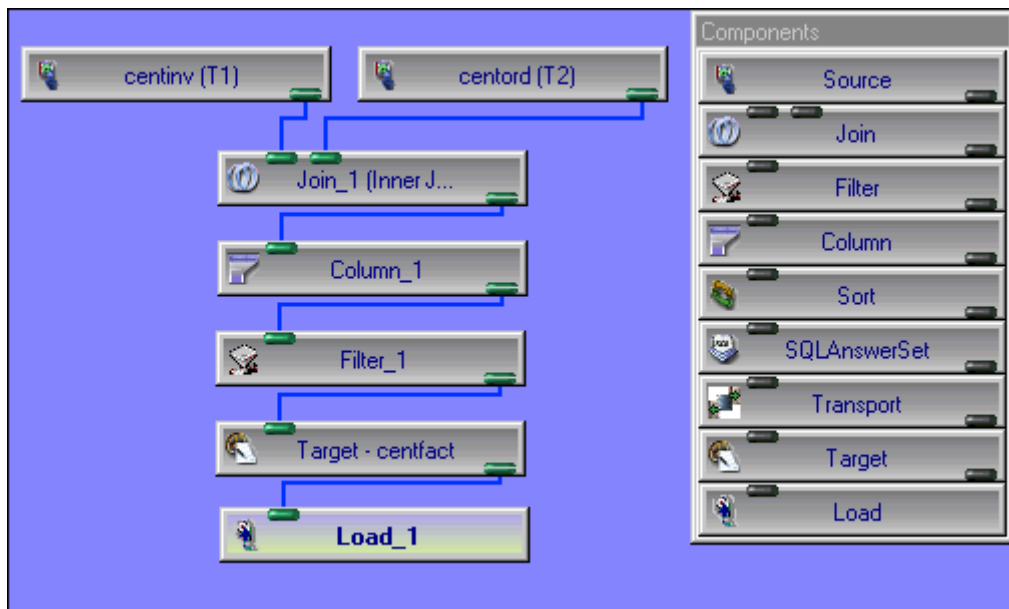 centinv (T1)
centord (T2)
Join_1 (Inner J...
Column_1
Filter_1
Target - centfact
Load_1
Components
Source
Join
Filter
Column
Sort
SQLAnswerSet
Transport
Target
Load